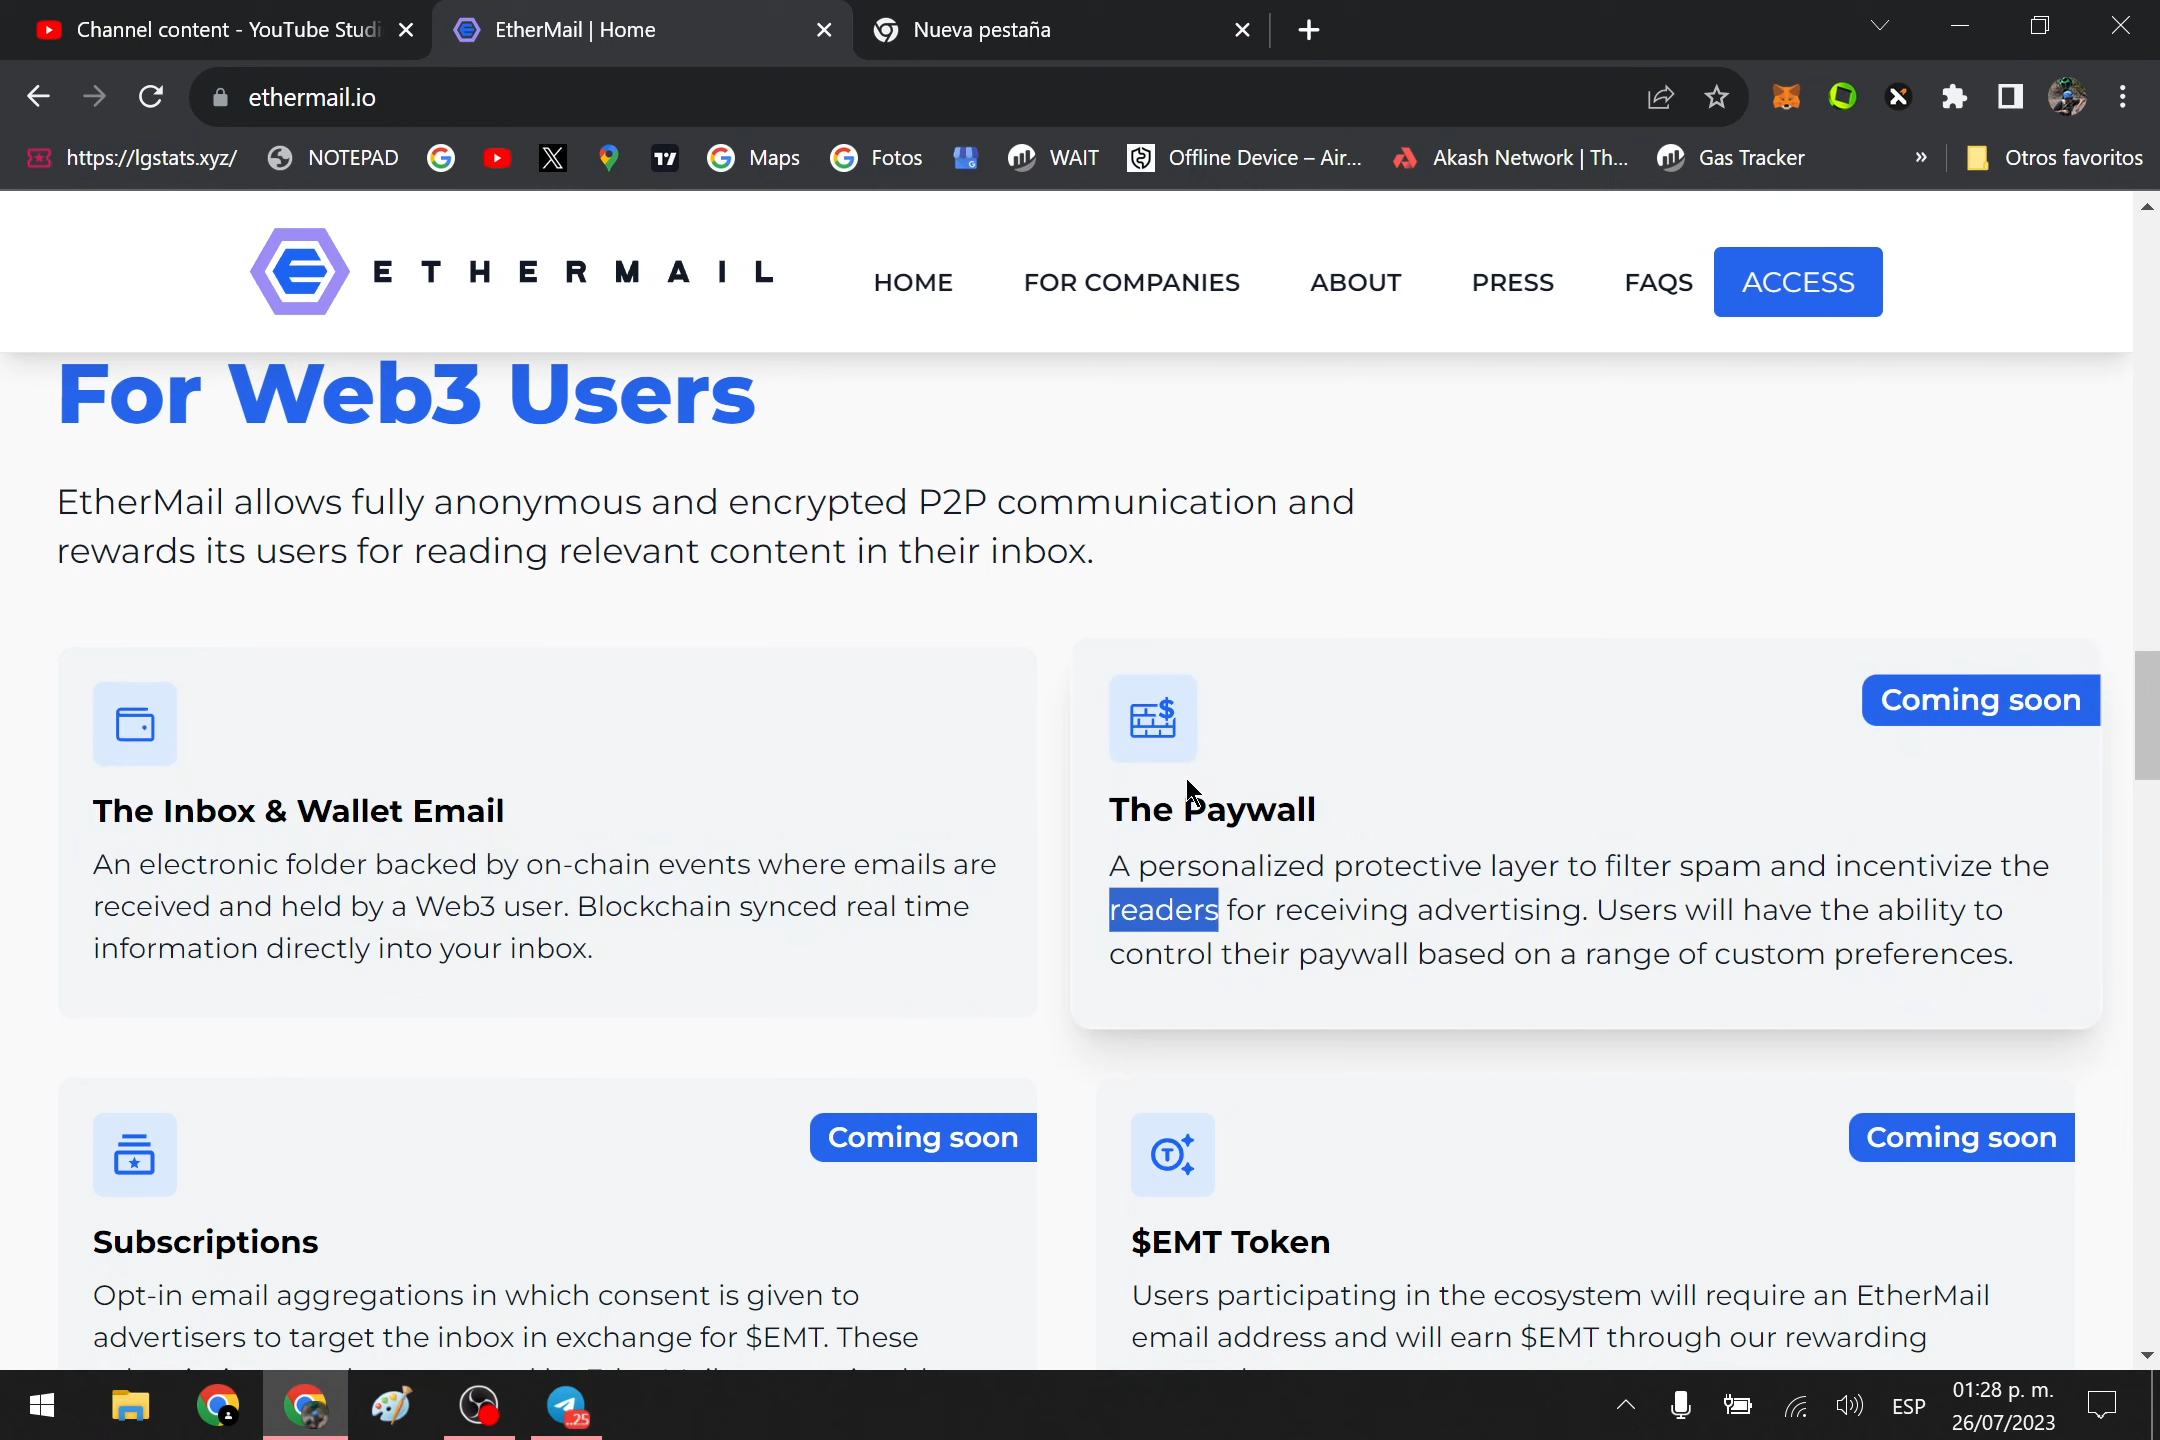 Channel content - YouTube Studi
EtherMail | Home
Nueva pestaña
ethermail.io
https://lgstats.xyz/
NOTEPAD
Maps
Fotos
WAIT
Offline Device – Air...
Akash Network | Th...
Gas Tracker
»
Otros favoritos
ETHERMAIL
HOME
FOR COMPANIES
ABOUT
PRESS
FAQS
ACCESS
For Web3 Users
EtherMail allows fully anonymous and encrypted P2P communication and
rewards its users for reading relevant content in their inbox.
The Inbox & Wallet Email
An electronic folder backed by on-chain events where emails are
received and held by a Web3 user. Blockchain synced real time
information directly into your inbox.
Coming soon
The Paywall
A personalized protective layer to filter spam and incentivize the
readers for receiving advertising. Users will have the ability to
control their paywall based on a range of custom preferences.
Coming soon
Subscriptions
Opt-in email aggregations in which consent is given to
advertisers to target the inbox in exchange for $EMT. These
Coming soon
$EMT Token
Users participating in the ecosystem will require an EtherMail
email address and will earn $EMT through our rewarding
..25
ESP
01:28 p. m.
26/07/2023